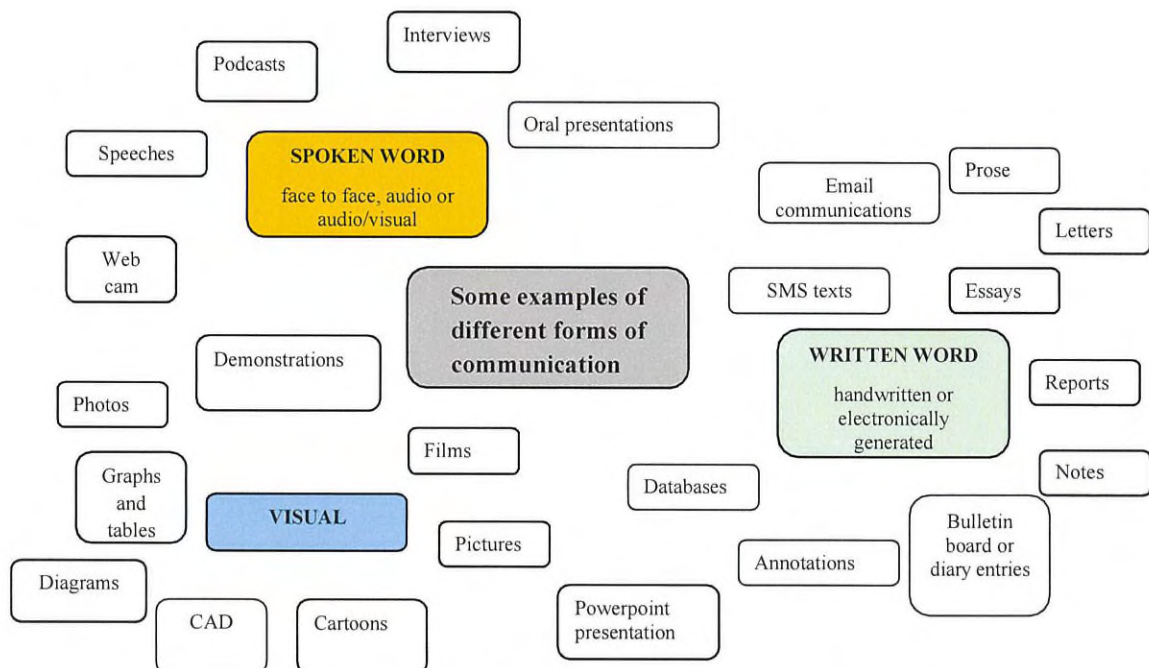 Interviews
Podcasts
Oral presentations
Speeches
SPOKEN WORD
face to face, audio or
audio/visual
Email
communications
Prose
Letters
Web
cam
Some examples of
different forms of
communication
SMS texts
Essays
Demonstrations
WRITTEN WORD
handwritten or
electronically
generated
Reports
Photos
Films
Graphs
and
tables
VISUAL
Databases
Notes
Pictures
Bulletin
board or
diary entries
Annotations
Diagrams
CAD
Cartoons
Powerpoint
presentation